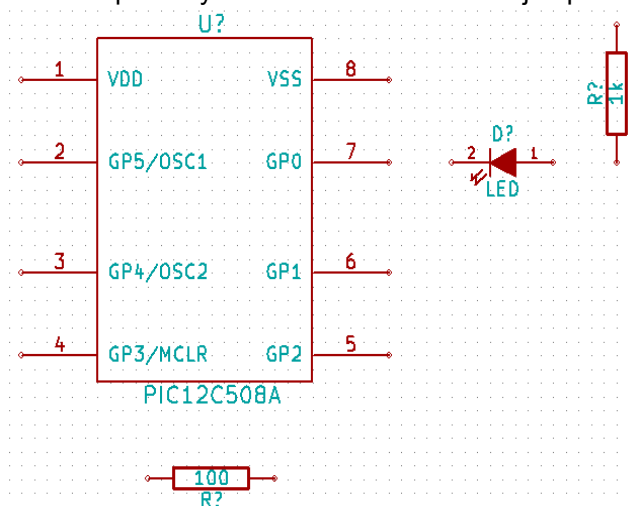 U?
1 VDD VSS 8
2 GP5/OSC1 GP0 7
3 GP4/OSC2 GP1 6
4 GP3/MCLR GP2 5
PIC12C508A
D?
2 1
LED
R?
1k
100
R?